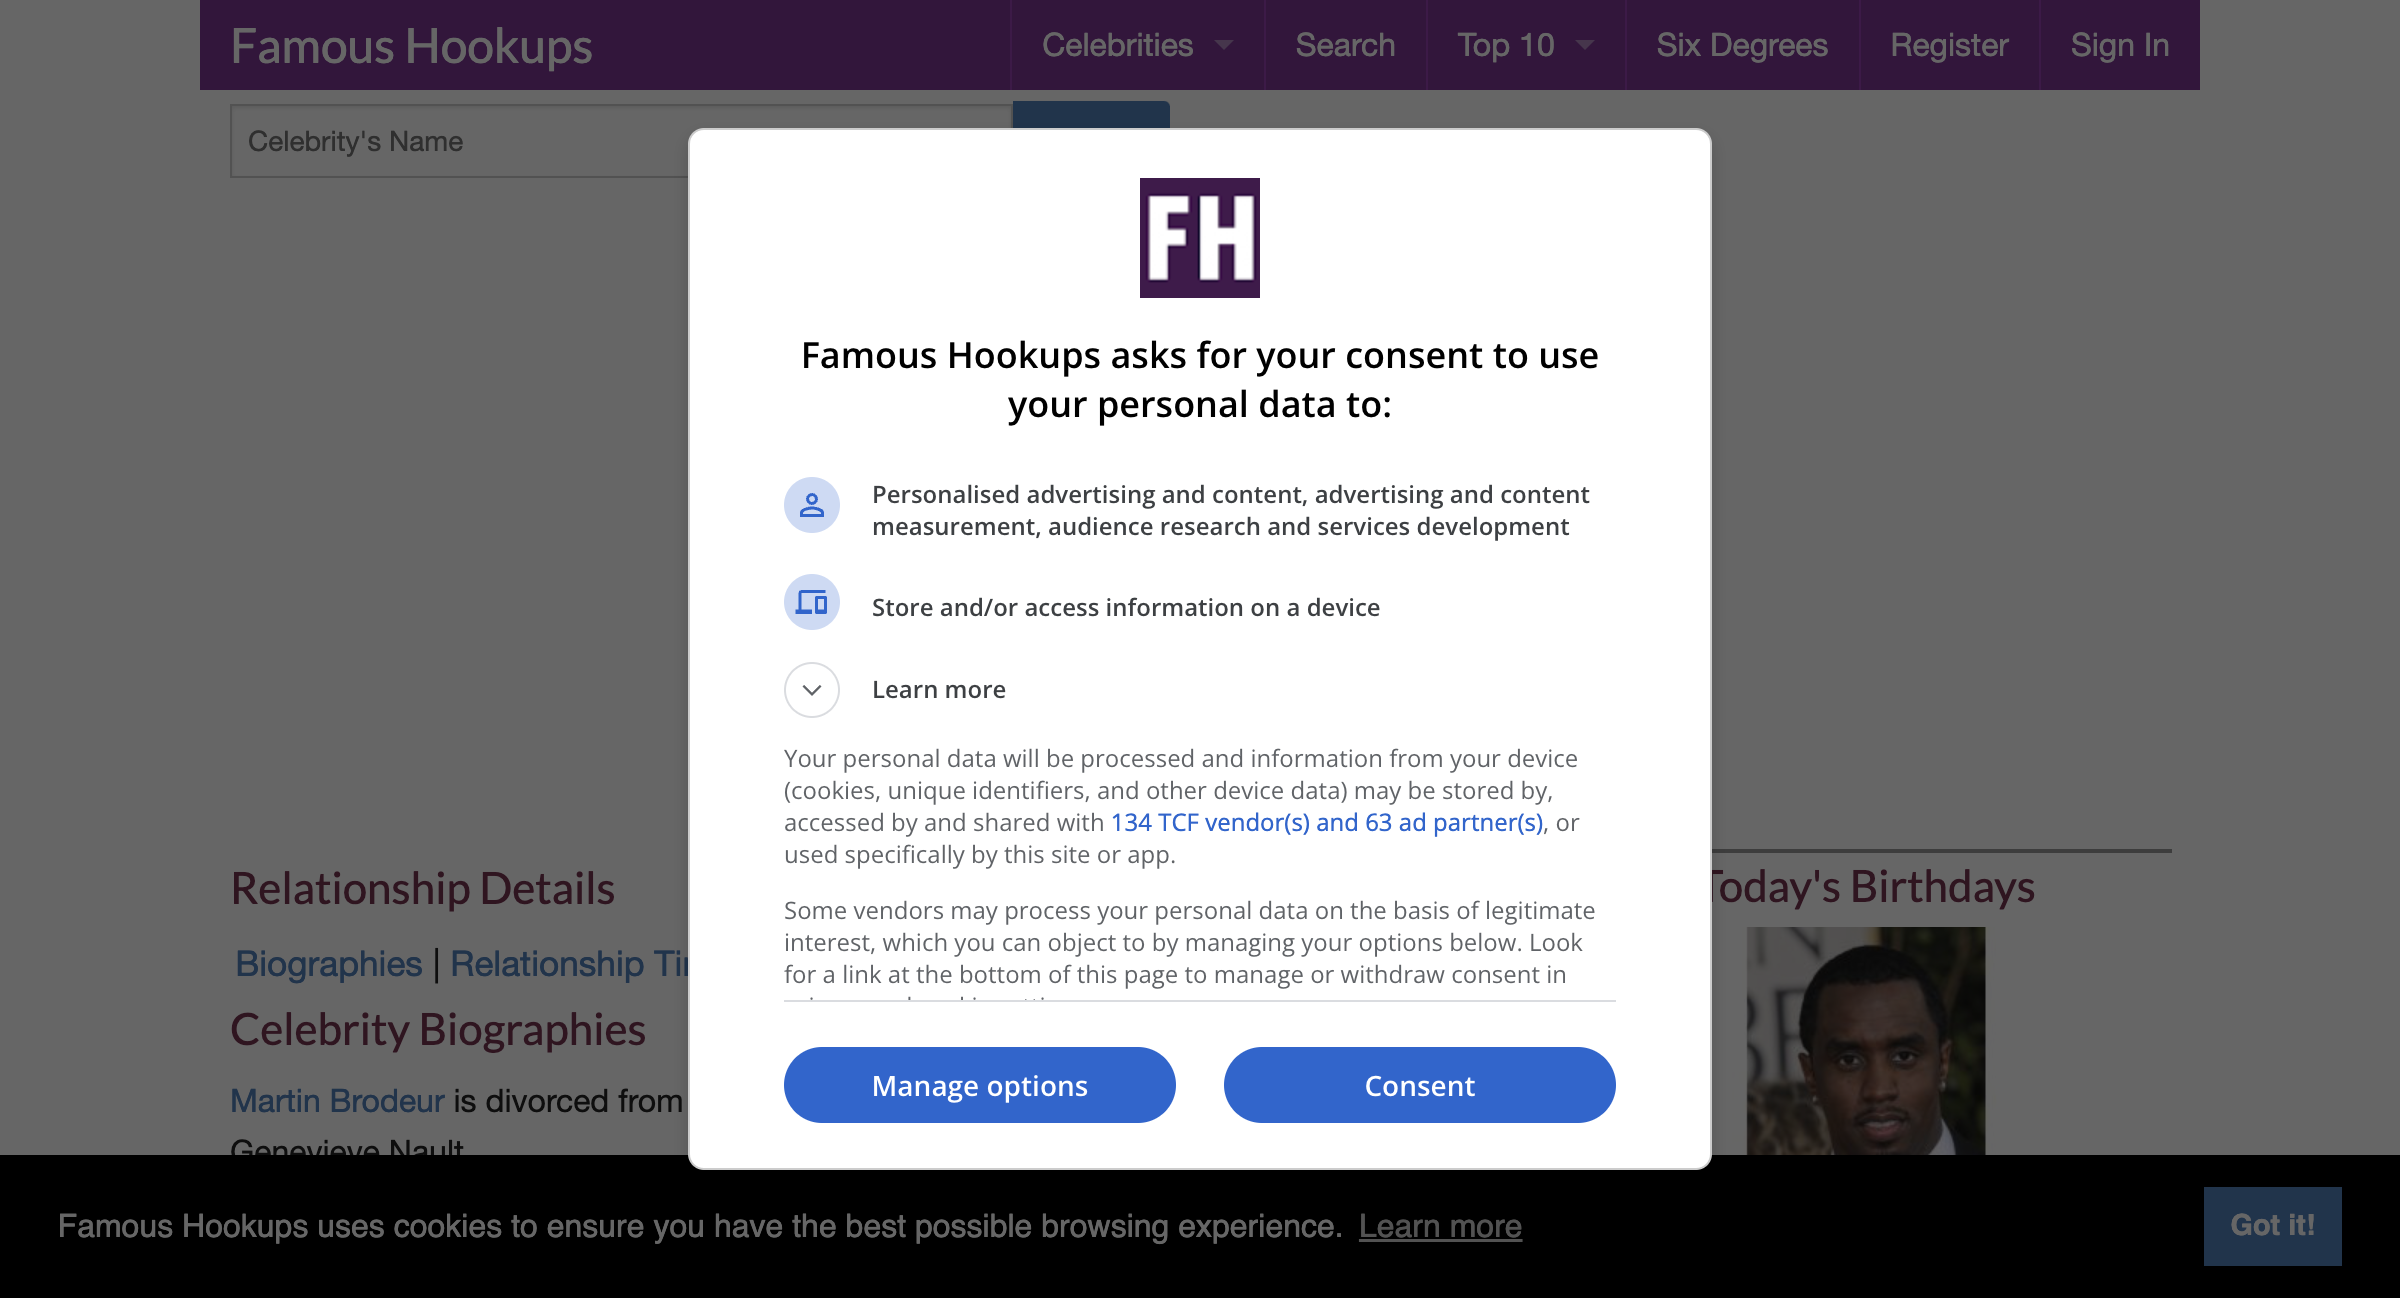 Famous Hookups
Celebrities
Search
Top 10
Six Degrees
Register
Sign In
Celebrity's Name
FH
Famous Hookups asks for your consent to use
your personal data to:
Personalised advertising and content, advertising and content
measurement, audience research and services development
Store and/or access information on a device
Learn more
Your personal data will be processed and information from your device
(cookies, unique identifiers, and other device data) may be stored by,
accessed by and shared with 134 TCF vendor(s) and 63 ad partner(s), or
used specifically by this site or app.
Some vendors may process your personal data on the basis of legitimate
interest, which you can object to by managing your options below. Look
for a link at the bottom of this page to manage or withdraw consent in
Manage options
Consent
Relationship Details
Biographies | Relationship
Celebrity Biographies
Martin Brodeur is divorced from
Genevieve Nault
Today's Birthdays
Famous Hookups uses cookies to ensure you have the best possible browsing experience. Learn more
Got it!